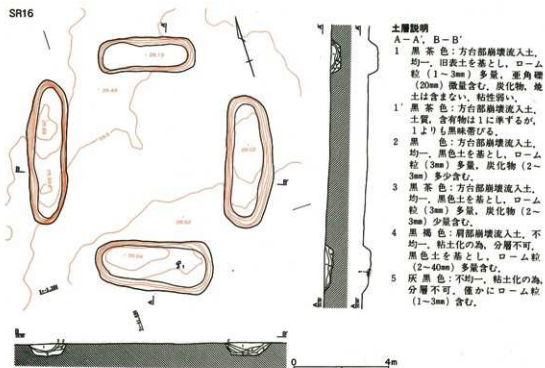 SR16
土層説明
A-A'，B-B'
1 黒茶色：方台部崩壊流入土，
均一，旧表土を基とし，ローム
粒（1～3㎜）多量，亜角礫
（20㎜）微量含む，炭化物，焼
土は含まない，粘性弱い．
1' 黒茶色：方台部崩壊流入土，
土質，含有物は1に準ずるが，
1よりも黒味帯びる．
2 黒色：方台部崩壊流入土，
均一，黒色土を基とし，ローム
粒（3㎜）多量，炭化物（2～
3㎜）多少含む．
3 黒茶色：方台部崩壊流入土，
均一，黒色土を基とし，ローム
粒（3㎜）多量，炭化物（2～
3㎜）少量含む．
4 黒褐色：肩部崩壊流入土，不
均一，粘土化の為，分層不可，
黒色土を基とし，ローム粒
（2～40㎜）多量含む．
5 灰黒色：不均一，粘土化の為，
分層不可，僅かにローム粒
（1～3㎜）含む．
0 4m